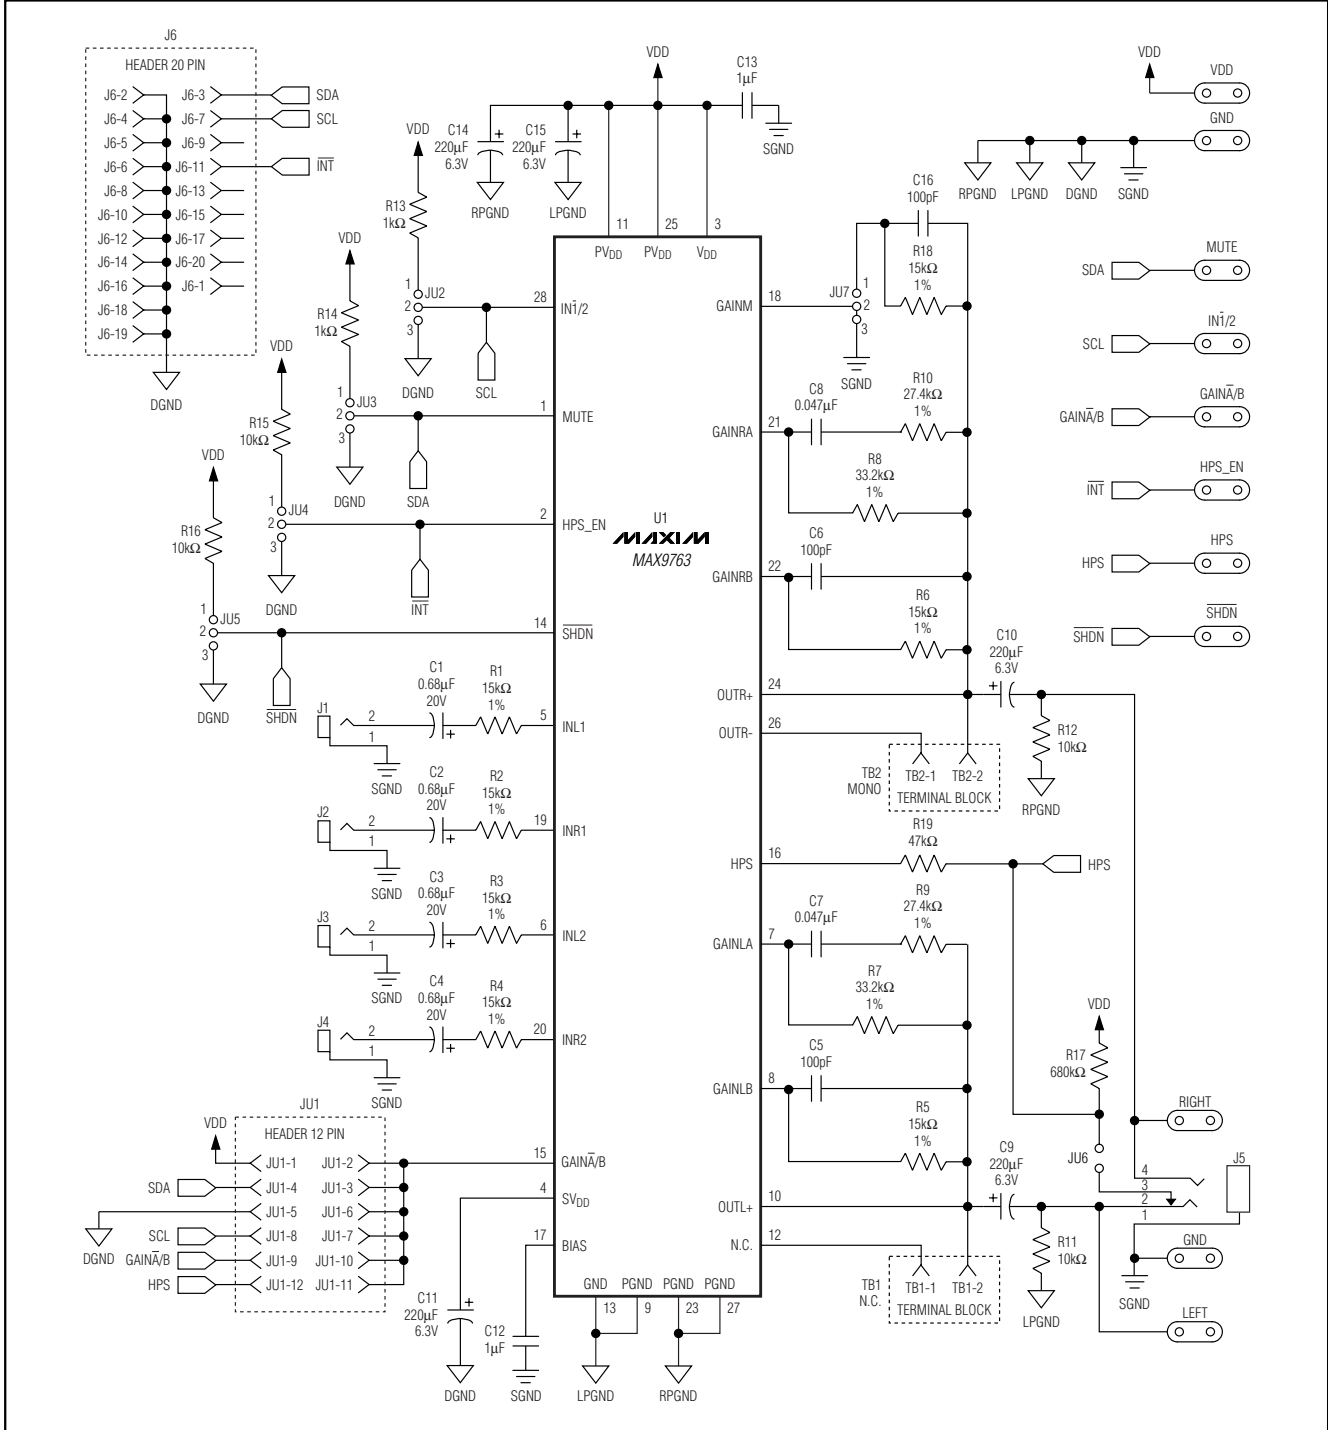 J6
HEADER 20 PIN
J6-2 J6-3 SDA
J6-4 J6-7 SCL
J6-5 J6-9
J6-6 J6-11 I̅N̅T̅
J6-8 J6-13
J6-10 J6-15
J6-12 J6-17
J6-14 J6-20
J6-16 J6-1
J6-18
J6-19
DGND
VDD
C13
1µF
SGND
C14
220µF
6.3V
RPGND
C15
220µF
6.3V
LPGND
11 25 3
PVDD PVDD VDD
VDD
R13
1kΩ
1
2
3
JU2
DGND
SCL
28 IN1̅/2
VDD
R14
1kΩ
1
2
3
JU3
DGND
SDA
1 MUTE
VDD
R15
10kΩ
1
2
3
JU4
DGND
I̅N̅T̅
2 HPS_EN
VDD
R16
10kΩ
1
2
3
JU5
DGND
S̅H̅D̅N̅
14 S̅H̅D̅N̅
U1
MAXIM
MAX9763
J1
2
1
SGND
C1
0.68µF
20V
R1
15kΩ
1%
5 INL1
J2
2
1
SGND
C2
0.68µF
20V
R2
15kΩ
1%
19 INR1
J3
2
1
SGND
C3
0.68µF
20V
R3
15kΩ
1%
6 INL2
J4
2
1
SGND
C4
0.68µF
20V
R4
15kΩ
1%
20 INR2
JU1
HEADER 12 PIN
VDD JU1-1 JU1-2
SDA JU1-4 JU1-3
JU1-5 JU1-6
SCL JU1-8 JU1-7
GAINA̅/B JU1-9 JU1-10
HPS JU1-12 JU1-11
DGND
15 GAINA̅/B
4 SVDD
17 BIAS
C11
220µF
6.3V
DGND
C12
1µF
SGND
GND PGND PGND PGND
13 9 23 27
LPGND RPGND
C16
100pF
R18
15kΩ
1%
GAINM 18
JU7
1
2
3
SGND
C8
0.047µF
R10
27.4kΩ
1%
GAINRA 21
R8
33.2kΩ
1%
C6
100pF
GAINRB 22
R6
15kΩ
1%
OUTR+ 24
C10
220µF
6.3V
OUTR- 26
R12
10kΩ
RPGND
TB2
MONO
TB2-1 TB2-2
TERMINAL BLOCK
R19
47kΩ
HPS 16 HPS
C7
0.047µF
R9
27.4kΩ
1%
GAINLA 7
R7
33.2kΩ
1%
C5
100pF
GAINLB 8
R5
15kΩ
1%
OUTL+ 10
C9
220µF
6.3V
N.C. 12
R11
10kΩ
LPGND
TB1
N.C.
TB1-1 TB1-2
TERMINAL BLOCK
VDD
R17
680kΩ
JU6
RIGHT
4
3
2
1
J5
GND
SGND
LEFT
VDD VDD
GND
RPGND LPGND DGND SGND
SDA MUTE
SCL IN1̅/2
GAINA̅/B GAINA̅/B
I̅N̅T̅ HPS_EN
HPS HPS
S̅H̅D̅N̅ S̅H̅D̅N̅